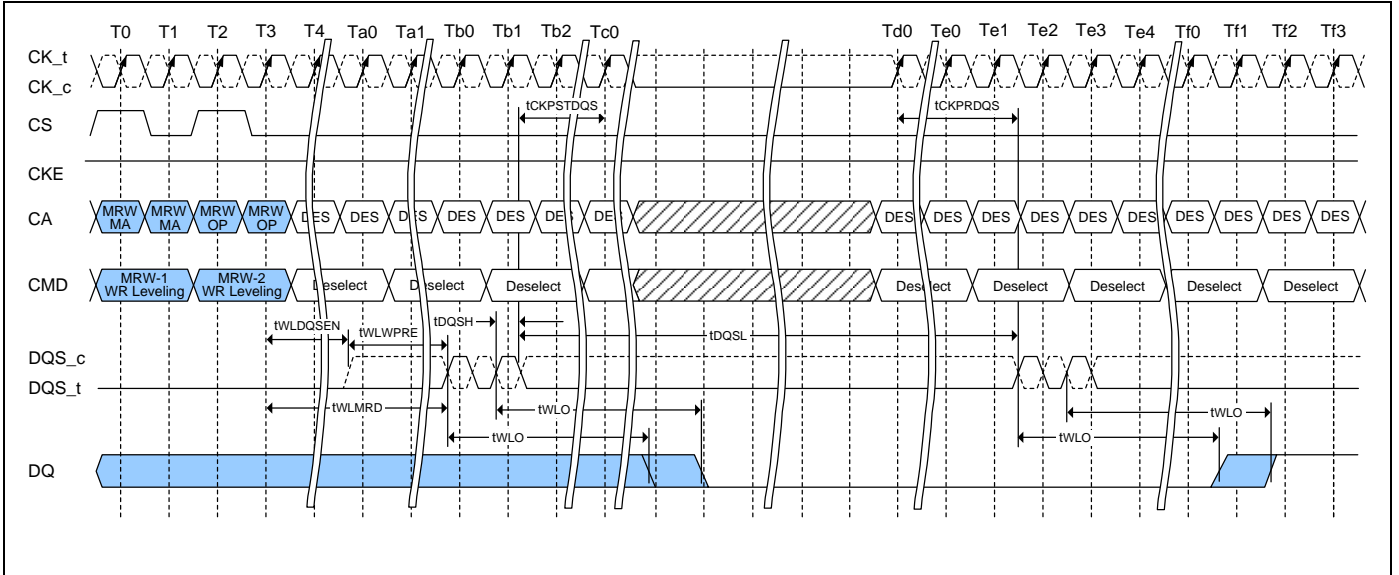 T0 T1 T2 T3 T4 Ta0 Ta1 Tb0 Tb1 Tb2 Tc0 Td0 Te0 Te1 Te2 Te3 Te4 Tf0 Tf1 Tf2 Tf3
CK_t
CK_c
tCKPSTDQS tCKPRDQS
CS
CKE
CA
MRW MA
MRW MA
MRW OP
MRW OP
DES DES DES DES DES DES DES DES DES DES DES DES DES DES DES DES DES
CMD
MRW-1
WR Leveling
MRW-2
WR Leveling
Deselect Deselect Deselect Deselect Deselect Deselect Deselect Deselect
tWLDQSEN tWLWPRE tDQSH tDQSL
DQS_c
DQS_t
tWLMRD tWLO tWLO
tWLO tWLO
DQ